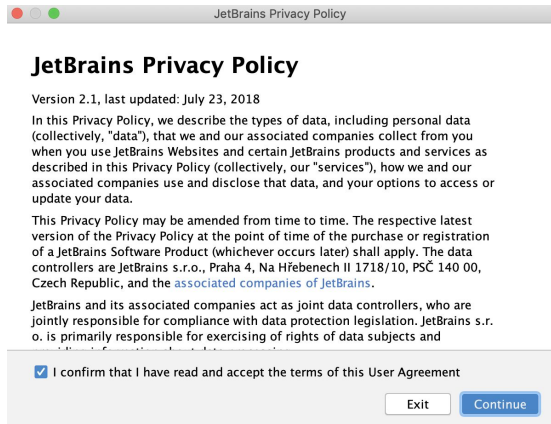 JetBrains Privacy Policy
JetBrains Privacy Policy
Version 2.1, last updated: July 23, 2018
In this Privacy Policy, we describe the types of data, including personal data
(collectively, "data"), that we and our associated companies collect from you
when you use JetBrains Websites and certain JetBrains products and services as
described in this Privacy Policy (collectively, our "services"), how we and our
associated companies use and disclose that data, and your options to access or
update your data.
This Privacy Policy may be amended from time to time. The respective latest
version of the Privacy Policy at the point of time of the purchase or registration
of a JetBrains Software Product (whichever occurs later) shall apply. The data
controllers are JetBrains s.r.o., Praha 4, Na Hřebenech II 1718/10, PSČ 140 00,
Czech Republic, and the associated companies of JetBrains.
JetBrains and its associated companies act as joint data controllers, who are
jointly responsible for compliance with data protection legislation. JetBrains s.r.
o. is primarily responsible for exercising of rights of data subjects and
I confirm that I have read and accept the terms of this User Agreement
Exit
Continue